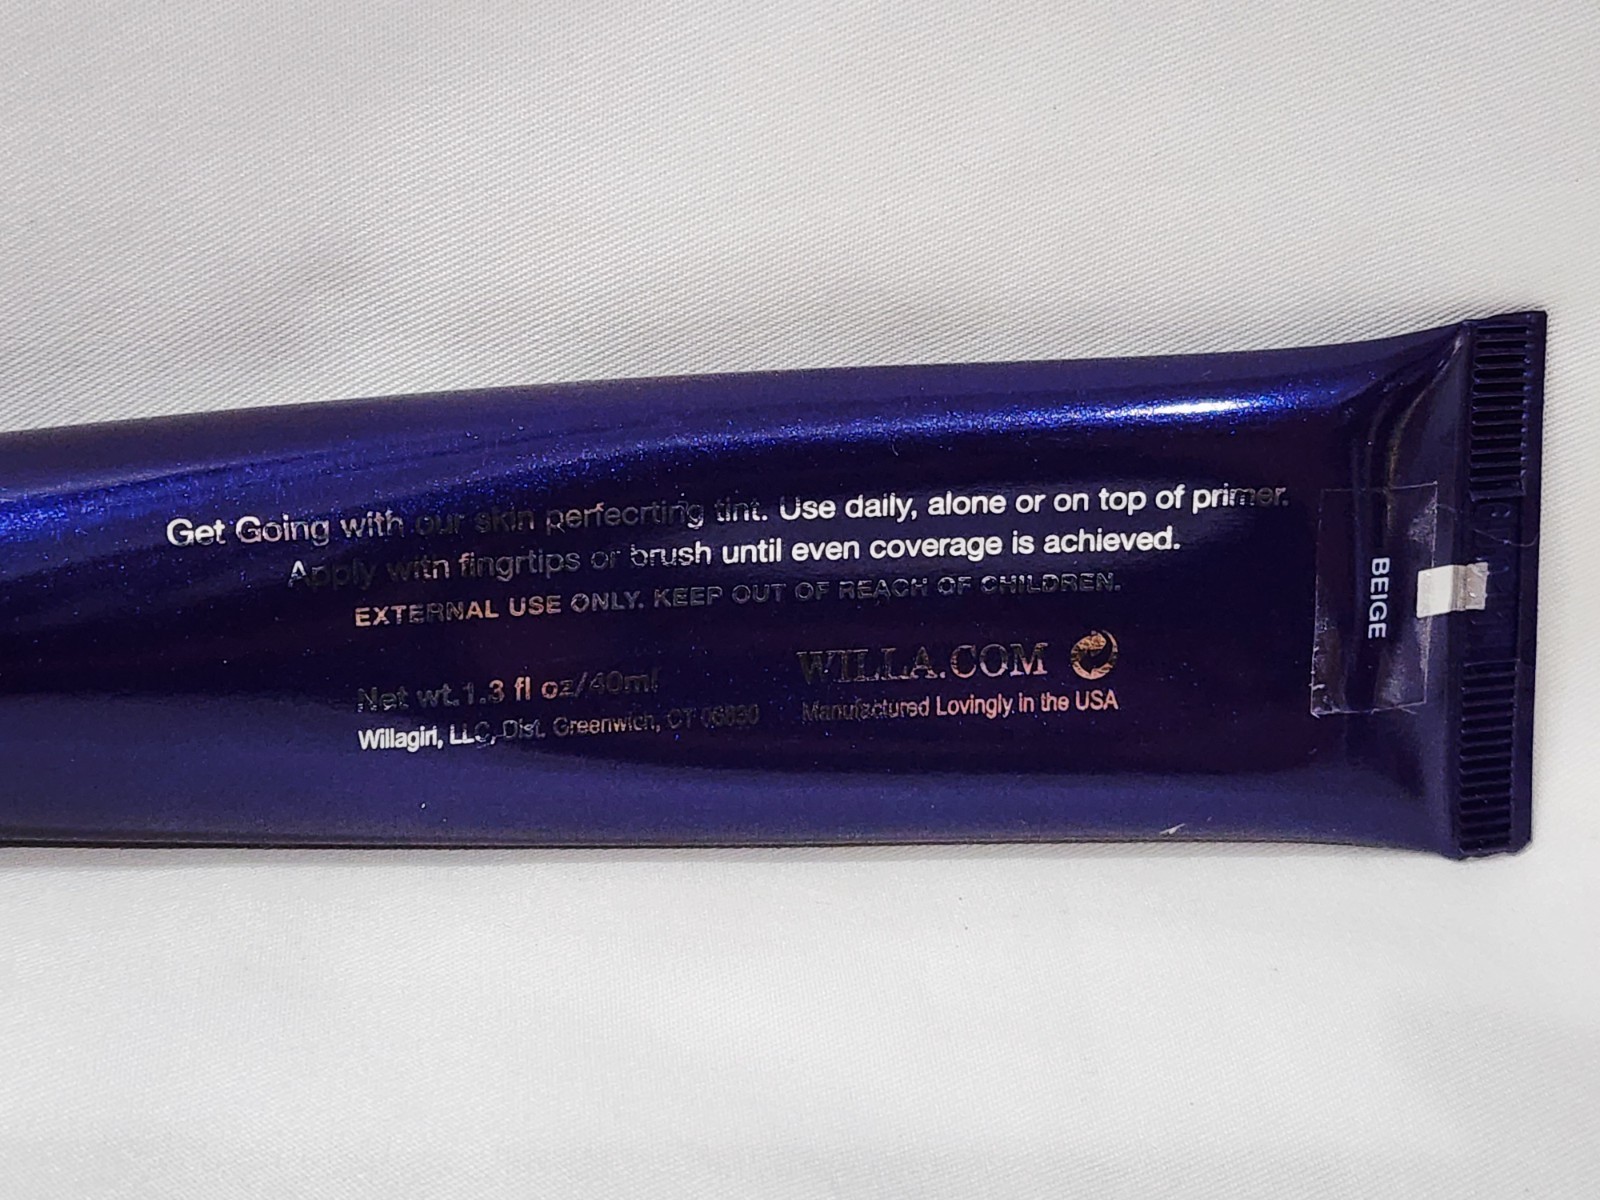 Get Going with our skin perfecrting tint. Use daily, alone or on top of primer.
Apply with fingrtips or brush until even coverage is achieved.
EXTERNAL USE ONLY. KEEP OUT OF REACH OF CHILDREN.
Net wt.1.3 fl oz/40ml
Willagirl, LLC, Dist. Greenwich, CT 06830
WILLA.COM
Manufactured Lovingly in the USA
BEIGE